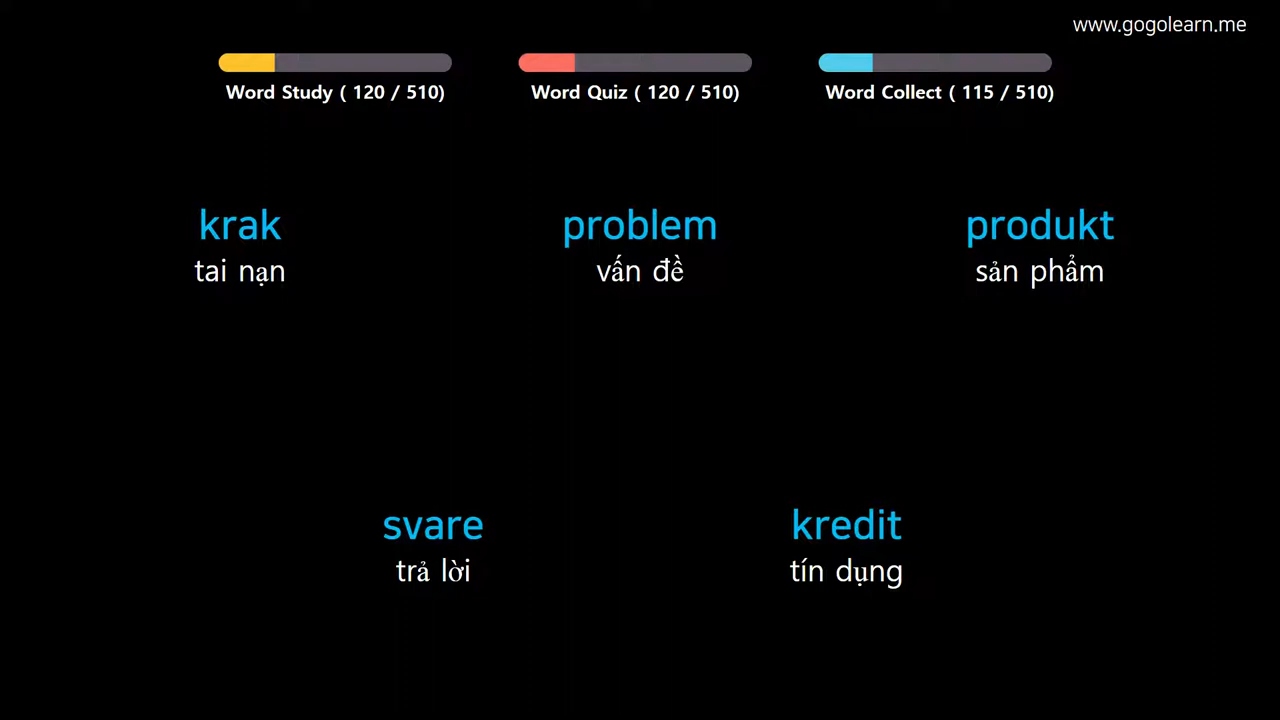 www.gogolearn.me
Word Study ( 120 / 510)
Word Quiz ( 120 / 510)
Word Collect ( 115 / 510)
krak
tai nạn
problem
vấn đề
produkt
sản phẩm
svare
trả lời
kredit
tín dụng